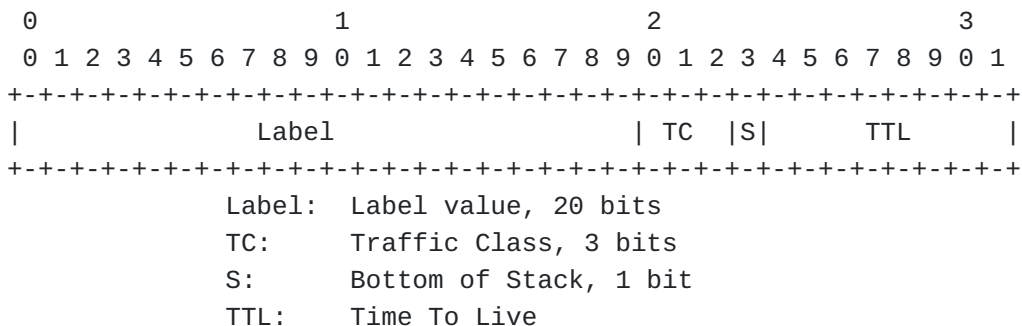 0                   1                   2                   3
 0 1 2 3 4 5 6 7 8 9 0 1 2 3 4 5 6 7 8 9 0 1 2 3 4 5 6 7 8 9 0 1
+-+-+-+-+-+-+-+-+-+-+-+-+-+-+-+-+-+-+-+-+-+-+-+-+-+-+-+-+-+-+-+-+
|               Label                   | TC  |S|      TTL      |
+-+-+-+-+-+-+-+-+-+-+-+-+-+-+-+-+-+-+-+-+-+-+-+-+-+-+-+-+-+-+-+-+
              Label:  Label value, 20 bits
              TC:     Traffic Class, 3 bits
              S:      Bottom of Stack, 1 bit
              TTL:    Time To Live